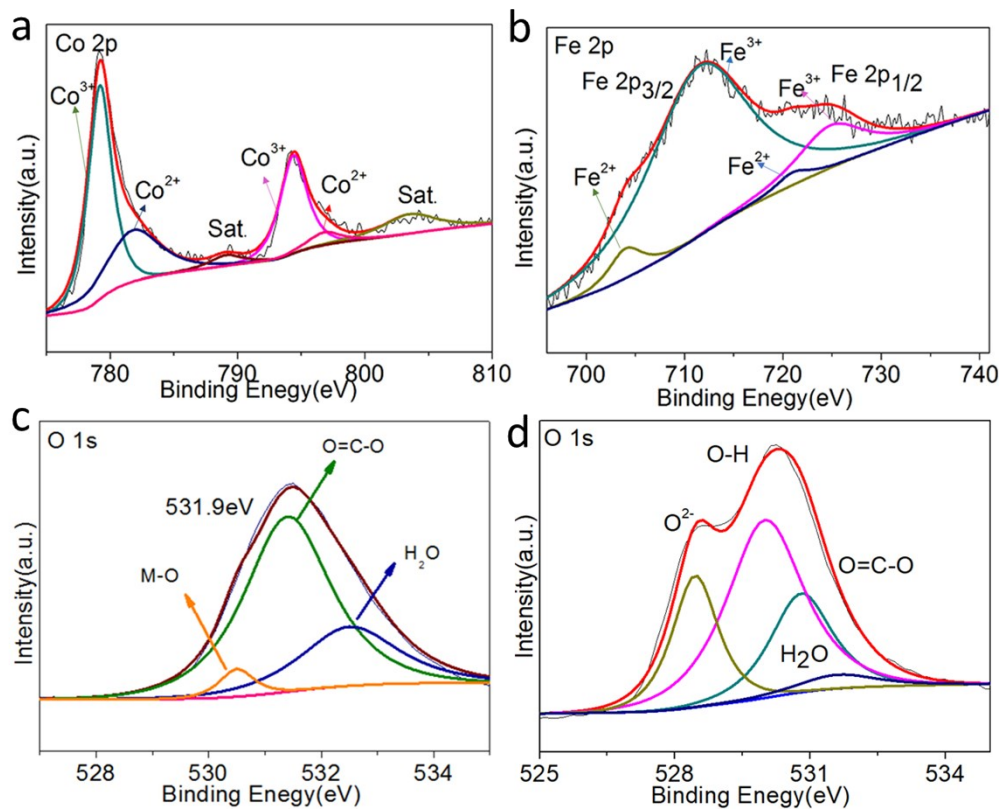 a
Co 2p
Co3+
Co2+
Sat.
Co3+
Co2+
Sat.
Intensity(a.u.)
780 790 800 810
Binding Enegy(eV)
b
Fe 2p
Fe 2p3/2
Fe3+
Fe3+
Fe 2p1/2
Fe2+
Fe2+
Intensity(a.u.)
700 710 720 730 740
Binding Enegy(eV)
c
O 1s
O=C-O
531.9eV
M-O
H2O
Intensity(a.u.)
528 530 532 534
Binding Enegy(eV)
d
O 1s
O-H
O2-
O=C-O
H2O
Intensity(a.u.)
525 528 531 534
Binding Enegy(eV)